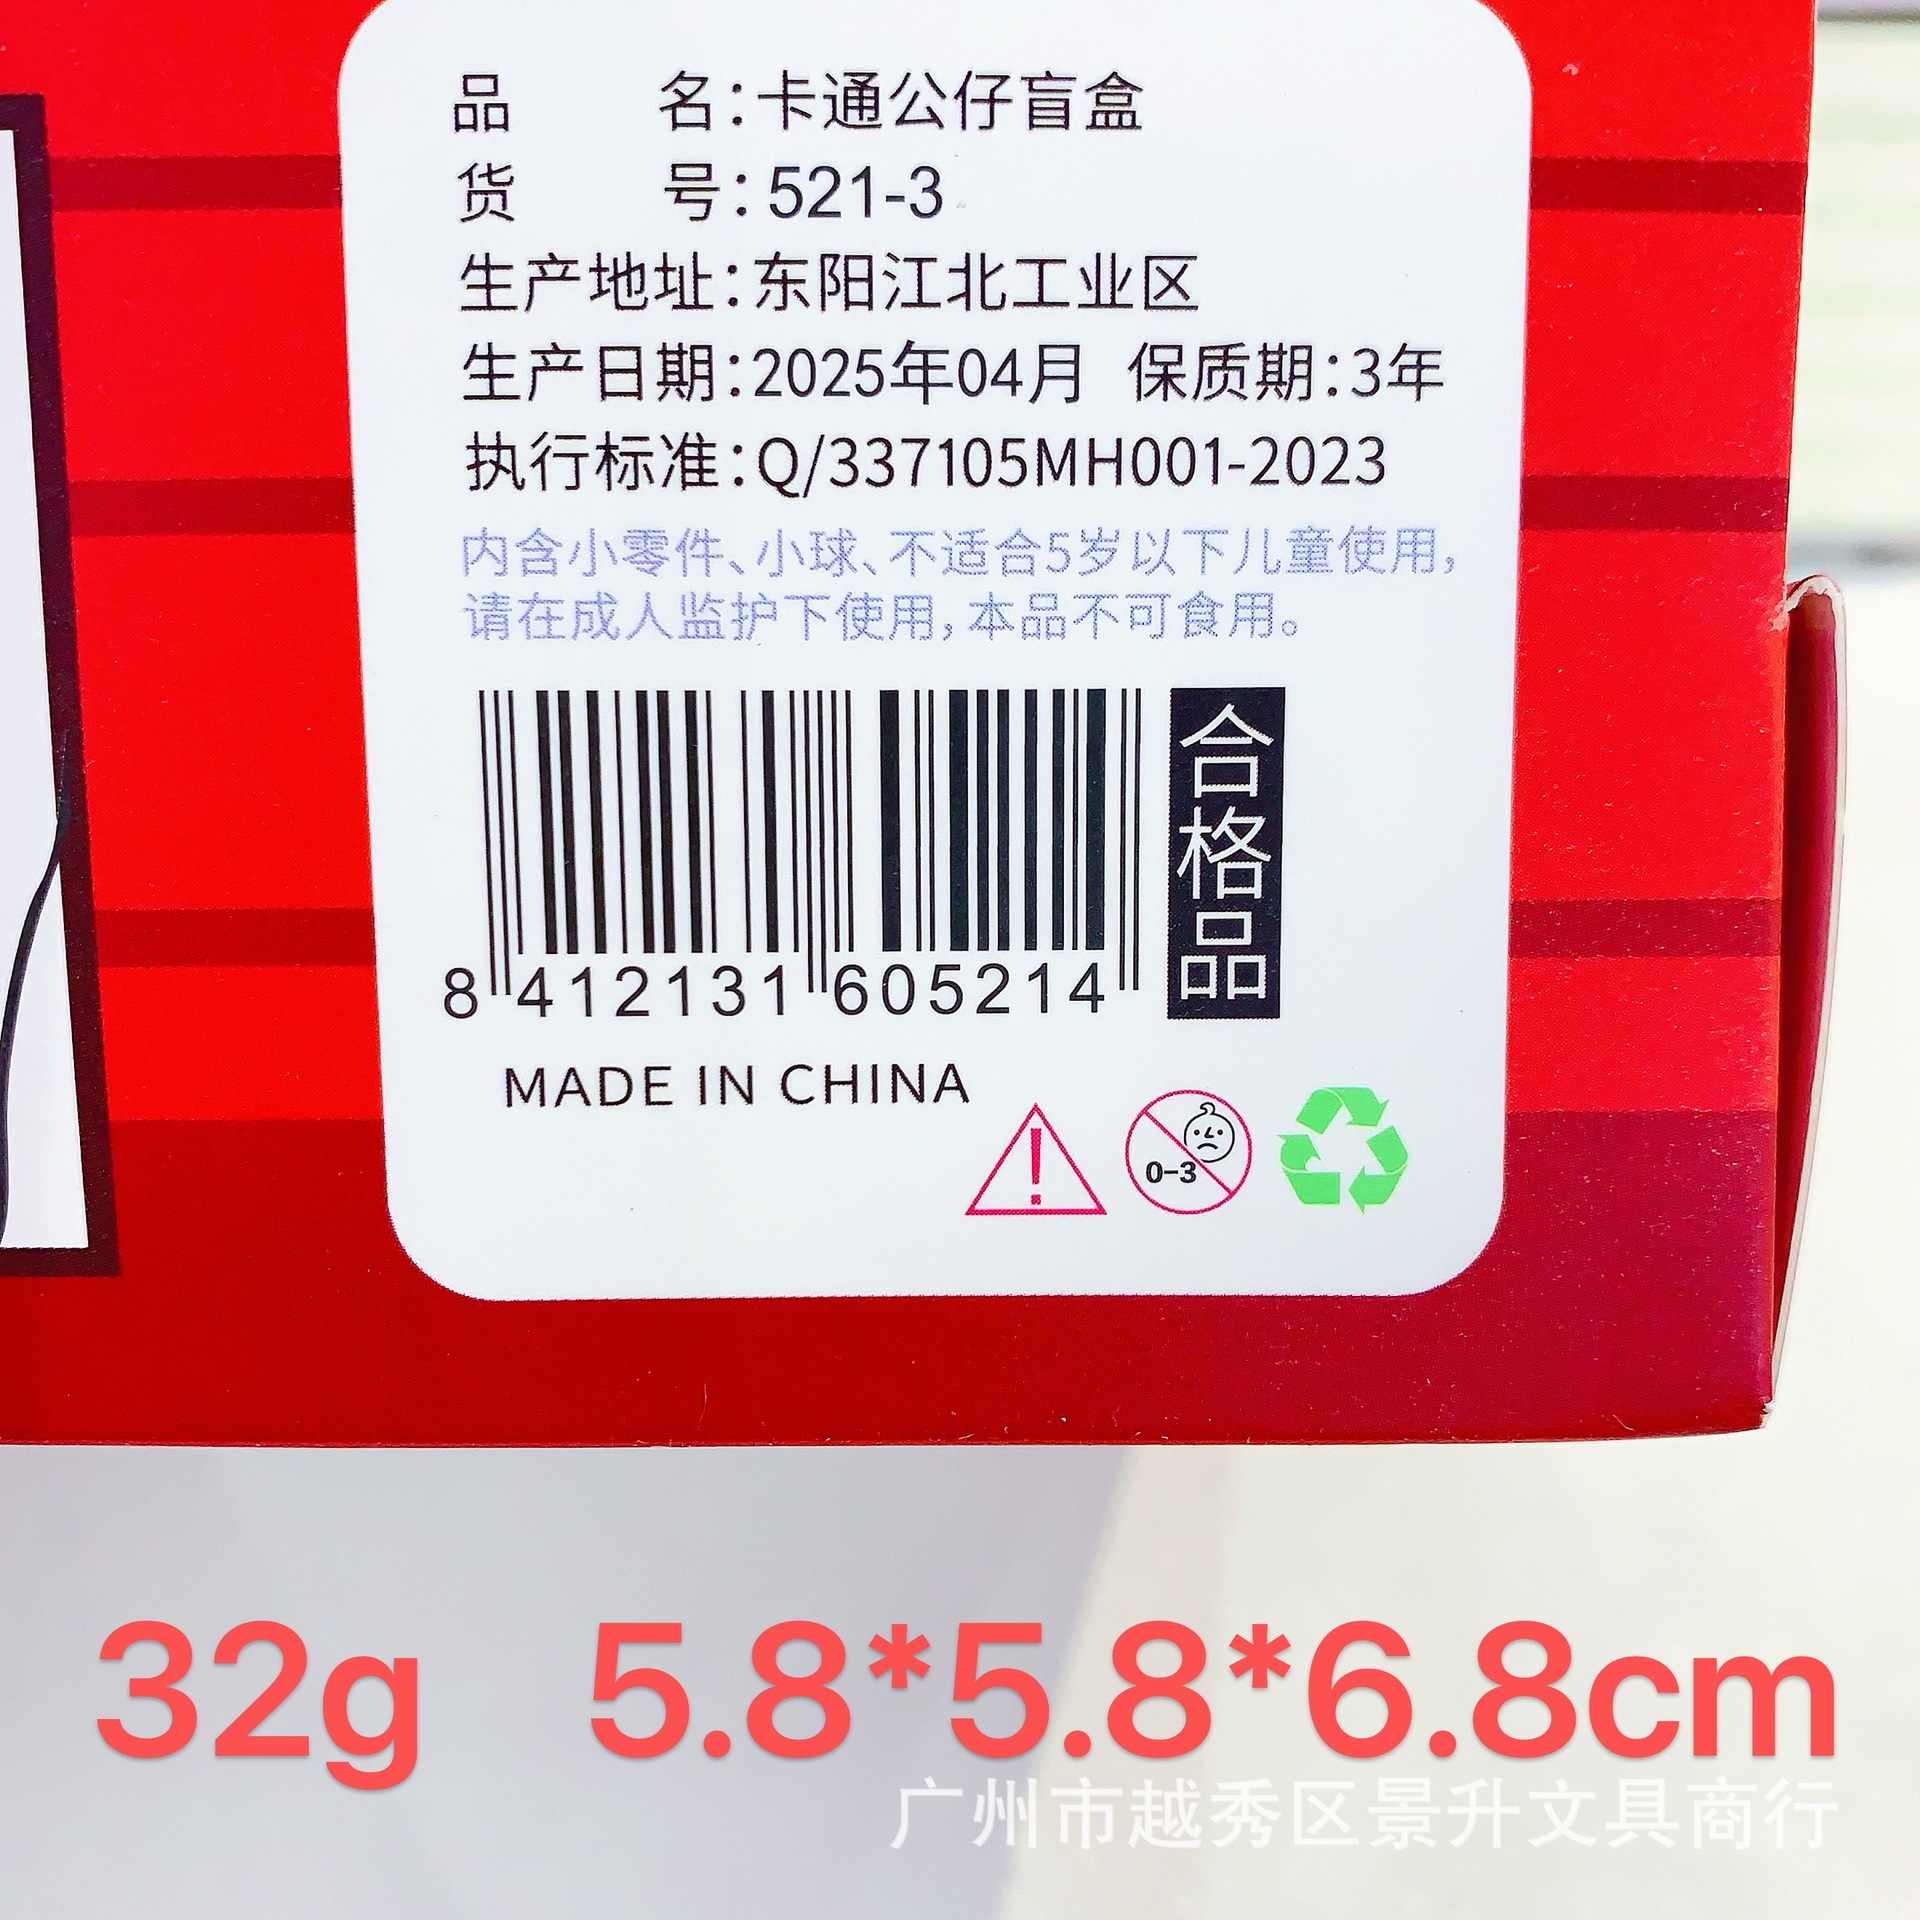 品 名：卡通公仔盲盒
货 号：521-3
生产地址：东阳江北工业区
生产日期：2025年04月 保质期：3年
执行标准：Q/337105MH001-2023
内含小零件、小球、不适合5岁以下儿童使用，
请在成人监护下使用，本品不可食用。
合格品
8 412131 605214
MADE IN CHINA
0-3
32g 5.8*5.8*6.8cm
广州市越秀区景升文具商行